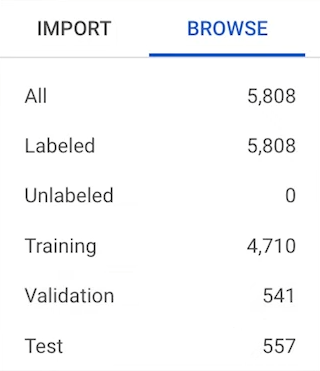 IMPORT BROWSE
All 5,808
Labeled 5,808
Unlabeled 0
Training 4,710
Validation 541
Test 557